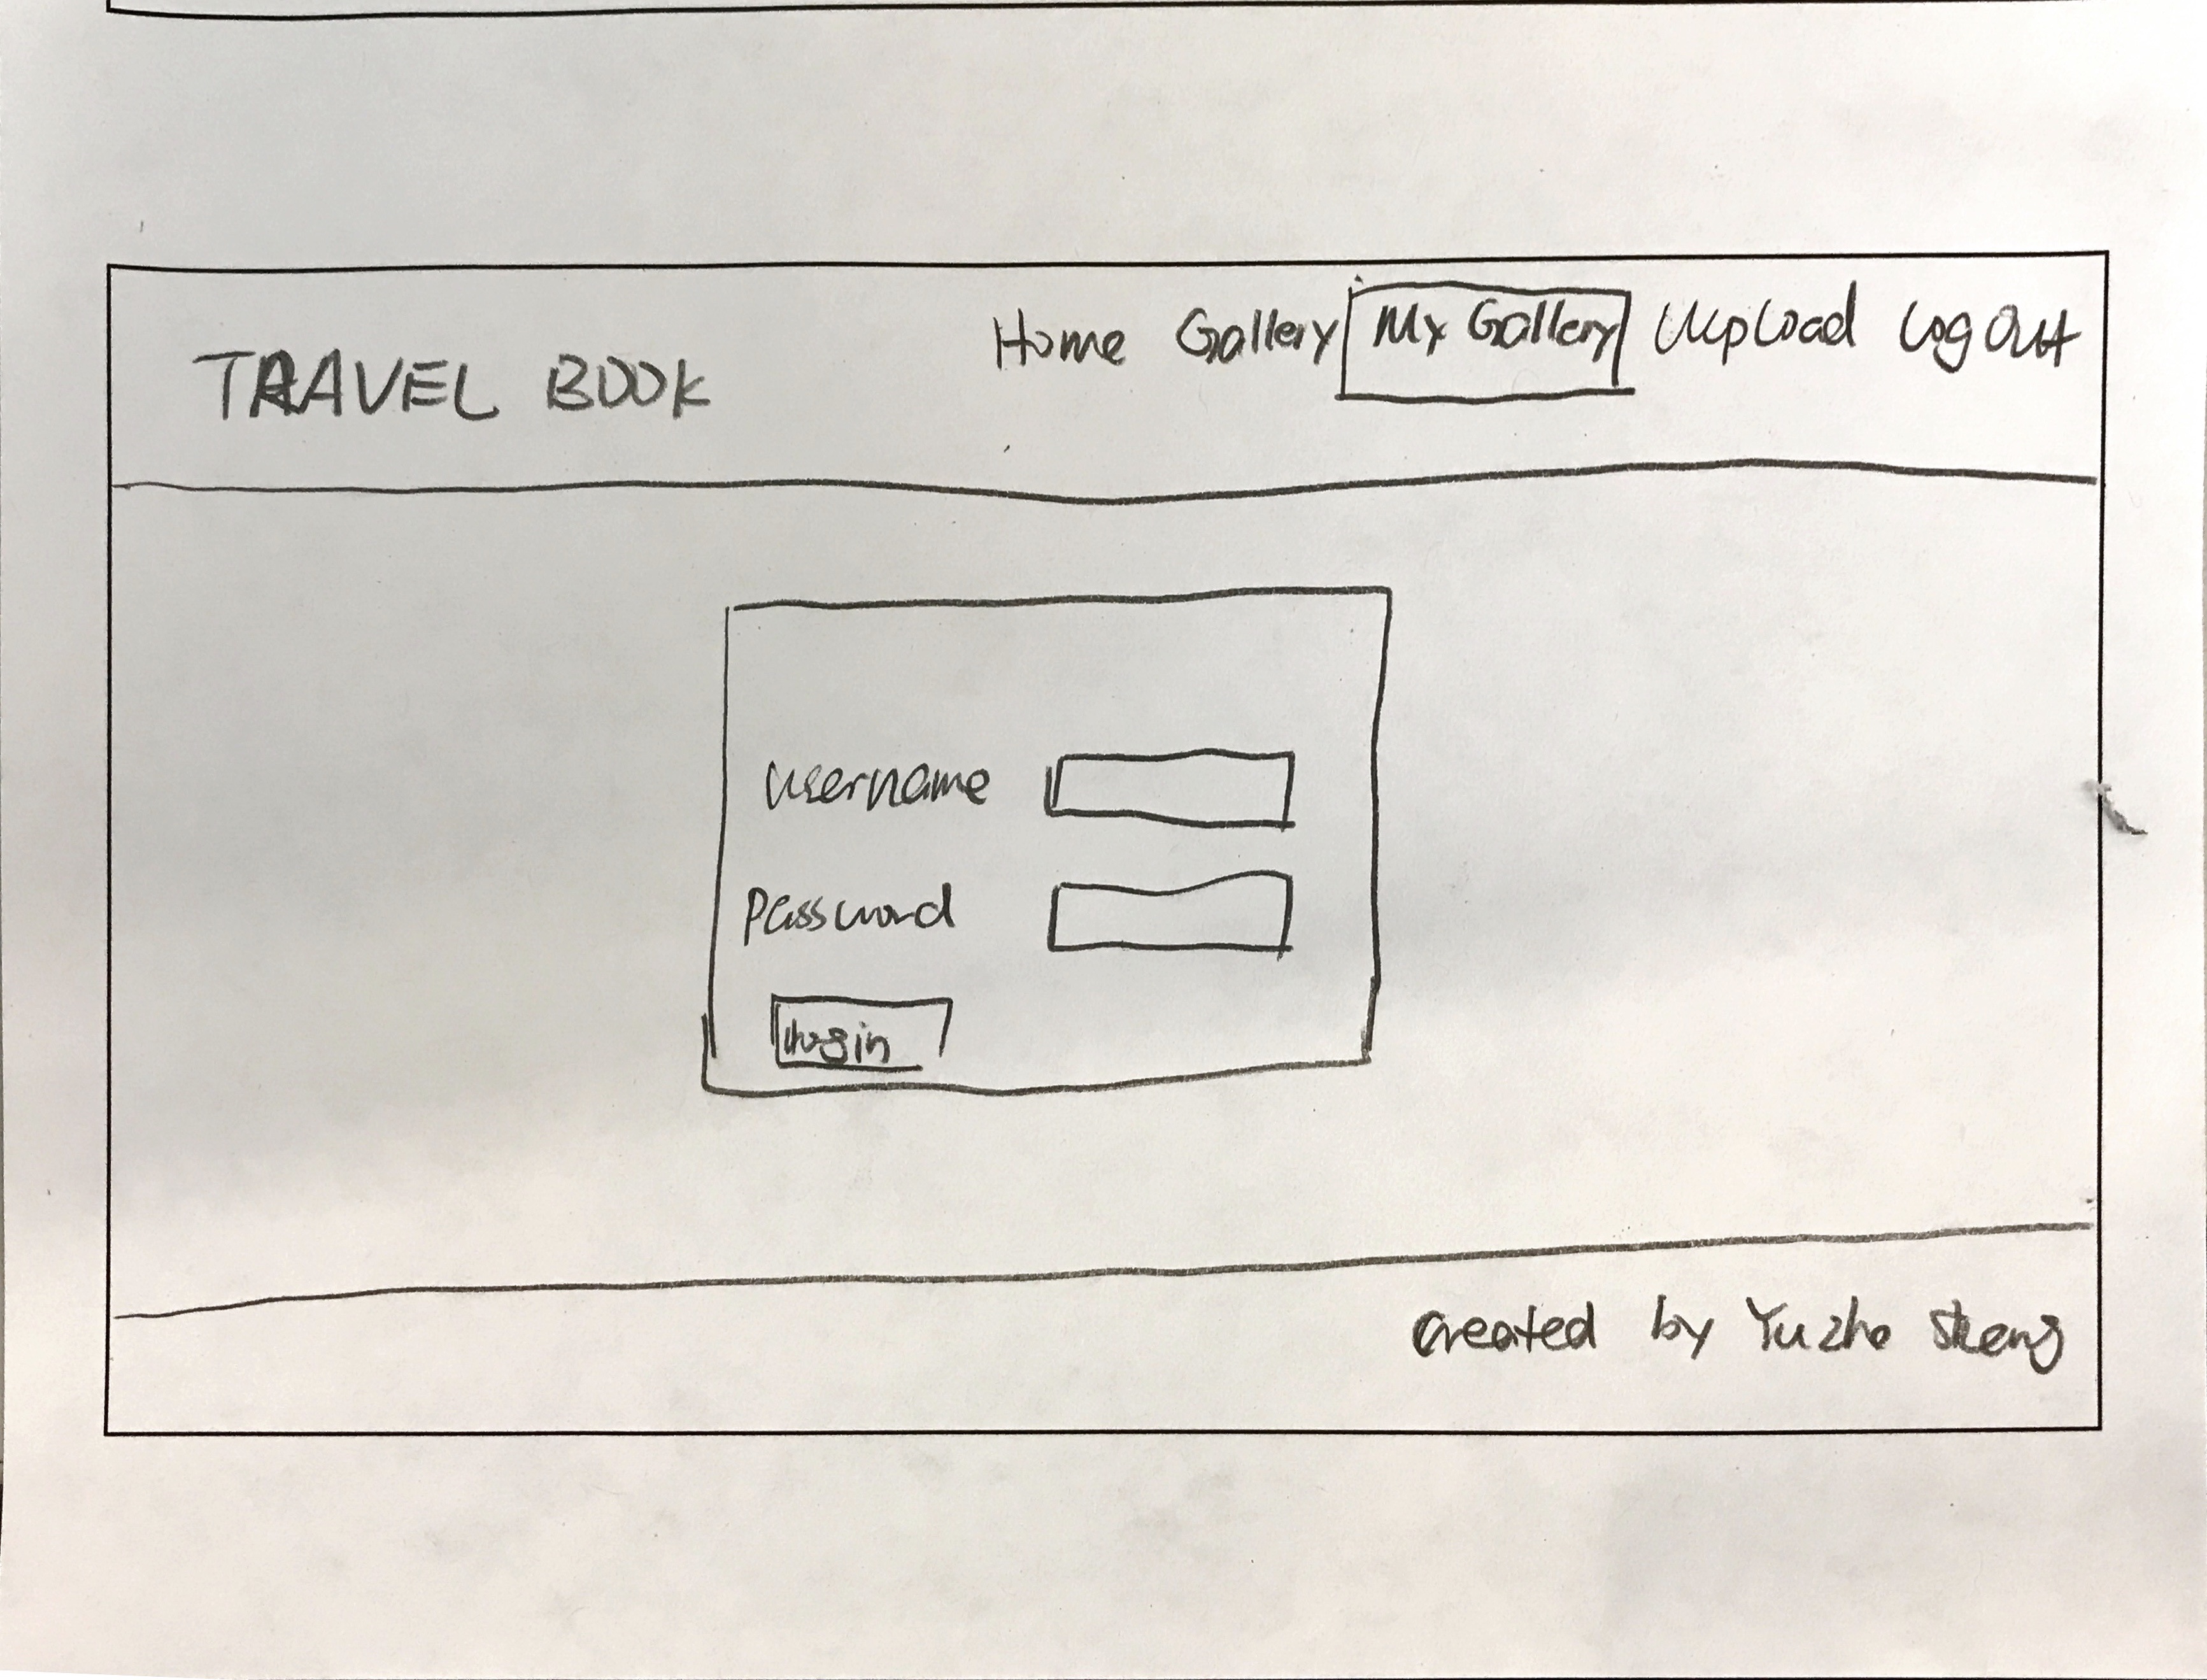 TRAVEL BOOK
Home Gallery My Gallery Upload Log Out
username
password
login
created by Yuzhe Sheng